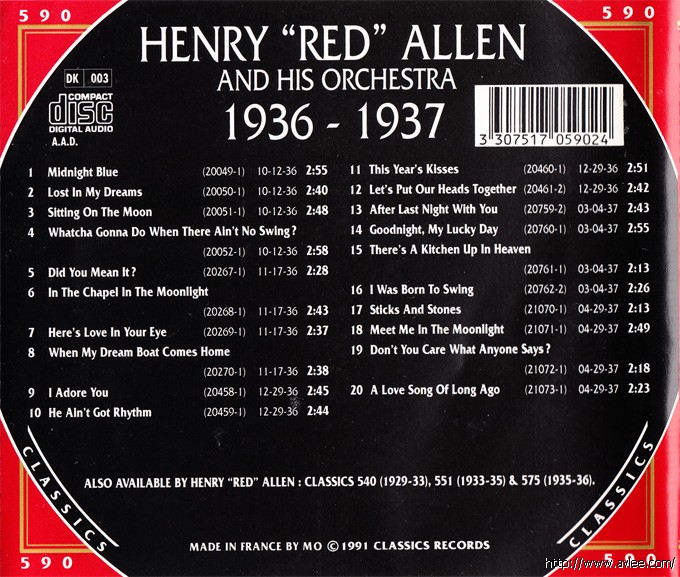 590
590
HENRY “RED” ALLEN
AND HIS ORCHESTRA
1936 - 1937
DK 003
COMPACT
disc
DIGITAL AUDIO
A.A.D.
3 307517 059024
1 Midnight Blue (20049-1) 10-12-36 2:55
2 Lost In My Dreams (20050-1) 10-12-36 2:40
3 Sitting On The Moon (20051-1) 10-12-36 2:48
4 Whatcha Gonna Do When There Ain't No Swing?
(20052-1) 10-12-36 2:58
5 Did You Mean It? (20267-1) 11-17-36 2:28
6 In The Chapel In The Moonlight
(20268-1) 11-17-36 2:43
7 Here's Love In Your Eye (20269-1) 11-17-36 2:37
8 When My Dream Boat Comes Home
(20270-1) 11-17-36 2:38
9 I Adore You (20458-1) 12-29-36 2:45
10 He Ain't Got Rhythm (20459-1) 12-29-36 2:44
11 This Year's Kisses (20460-1) 12-29-36 2:51
12 Let's Put Our Heads Together (20461-2) 12-29-36 2:42
13 After Last Night With You (20759-2) 03-04-37 2:43
14 Goodnight, My Lucky Day (20760-1) 03-04-37 2:55
15 There's A Kitchen Up In Heaven
(20761-1) 03-04-37 2:13
16 I Was Born To Swing (20762-2) 03-04-37 2:26
17 Sticks And Stones (21070-1) 04-29-37 2:13
18 Meet Me In The Moonlight (21071-1) 04-29-37 2:49
19 Don't You Care What Anyone Says?
(21072-1) 04-29-37 2:18
20 A Love Song Of Long Ago (21073-1) 04-29-37 2:23
CLASSICS
CLASSICS
ALSO AVAILABLE BY HENRY “RED” ALLEN : CLASSICS 540 (1929-33), 551 (1933-35) & 575 (1935-36).
MADE IN FRANCE BY MO © 1991 CLASSICS RECORDS
590
590
http://www.avlee.com/